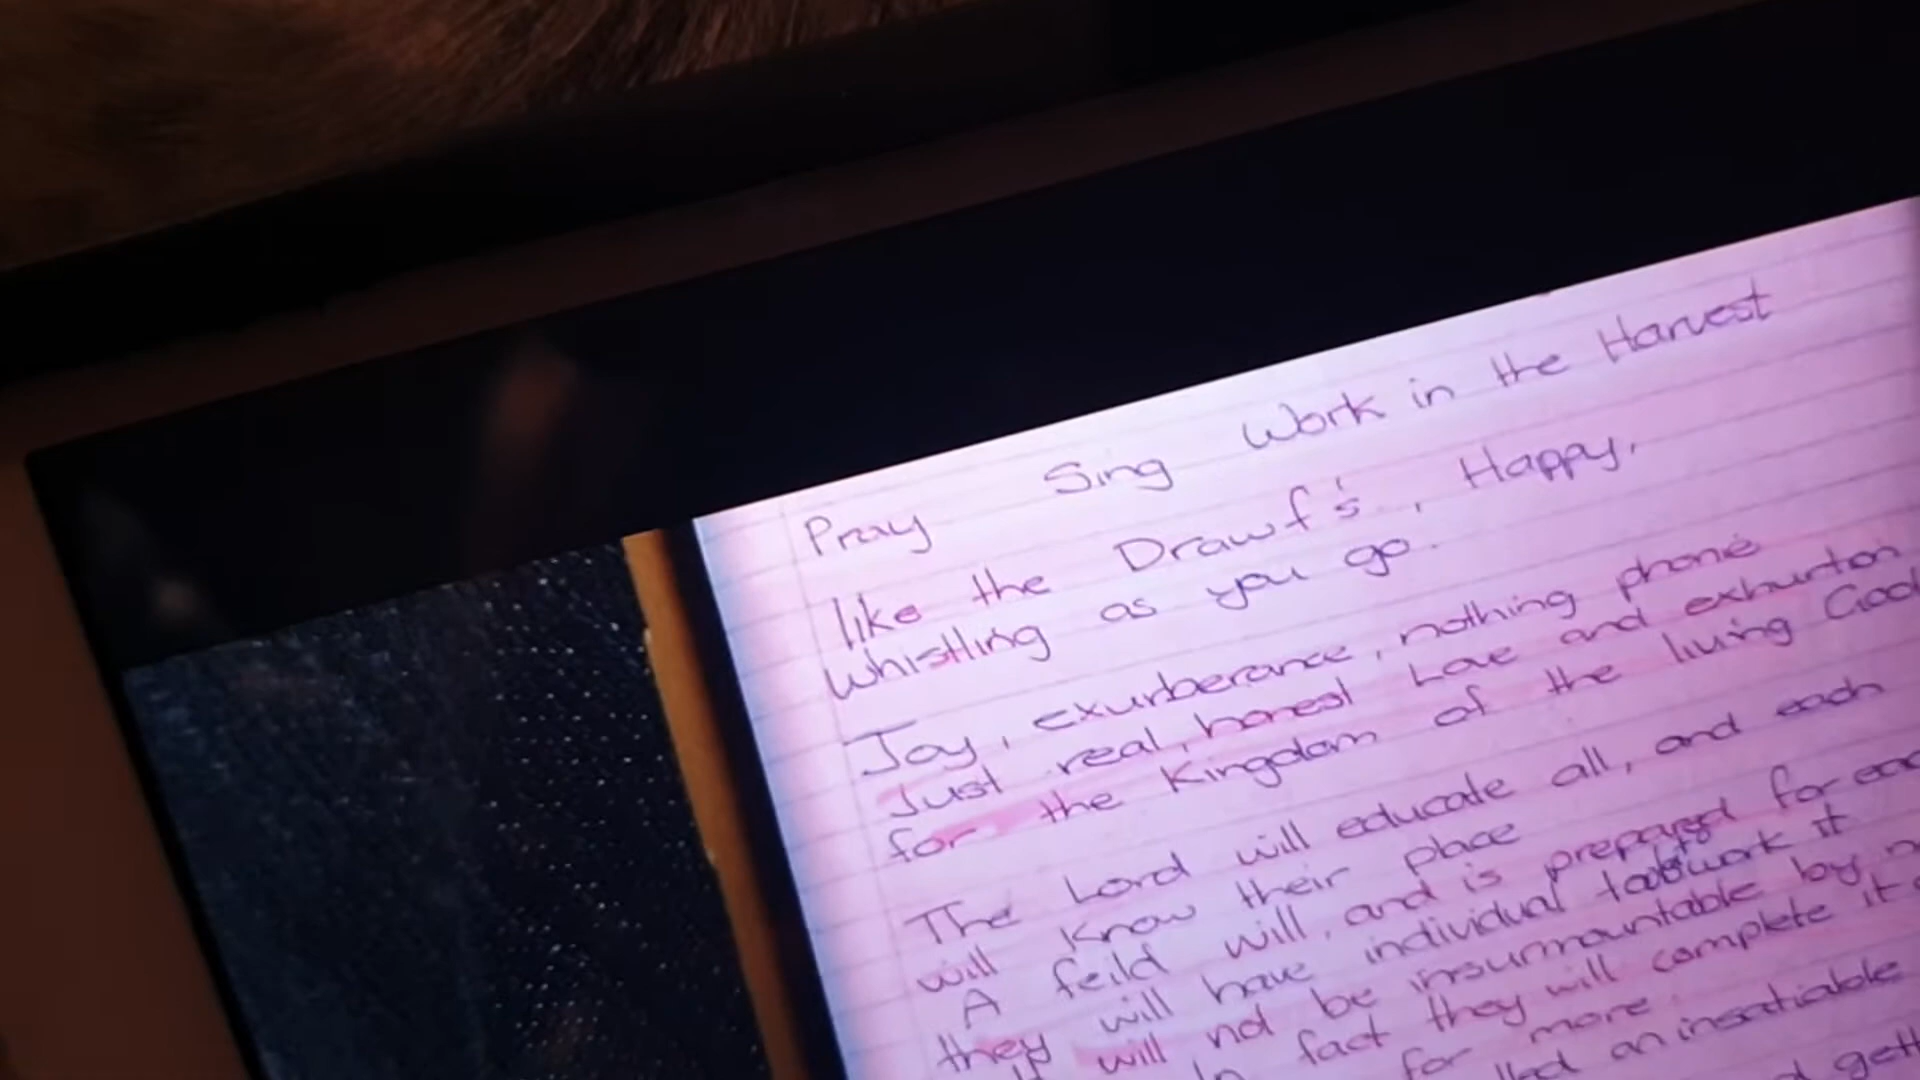 Pray Sing Work in the Harvest
like the Drawf's, Happy,
whistling as you go.
Joy, exurberance, nothing phone
Just real, honest Love and exhurton
for the Kingdom of the living God
The Lord will educate all, and each
will know their place
A feild will, and is prepared for
they will have individual work it
will not be insurmountable by
fact they will complete it
for more.
an insatiable